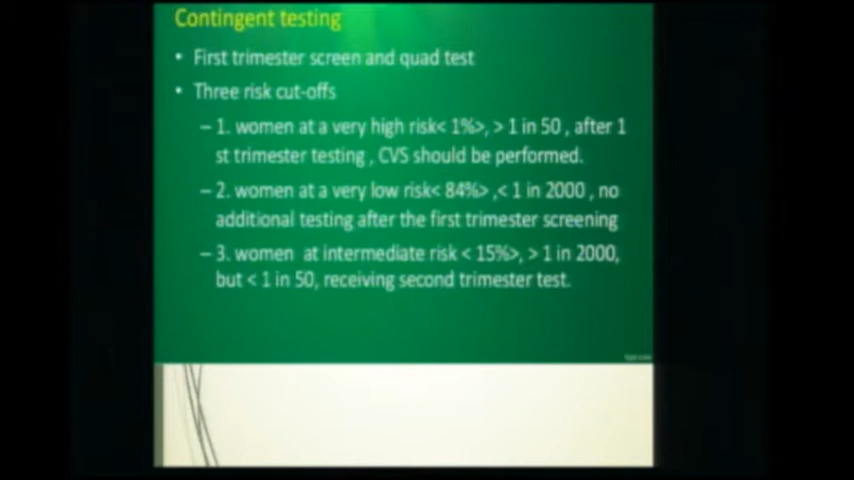 Contingent testing
• First trimester screen and quad test
• Three risk cut-offs
– 1. women at a very high risk< 1%>, > 1 in 50 , after 1
st trimester testing , CVS should be performed.
– 2. women at a very low risk< 84%> ,< 1 in 2000 , no
additional testing after the first trimester screening
– 3. women  at intermediate risk < 15%>, > 1 in 2000,
but < 1 in 50, receiving second trimester test.